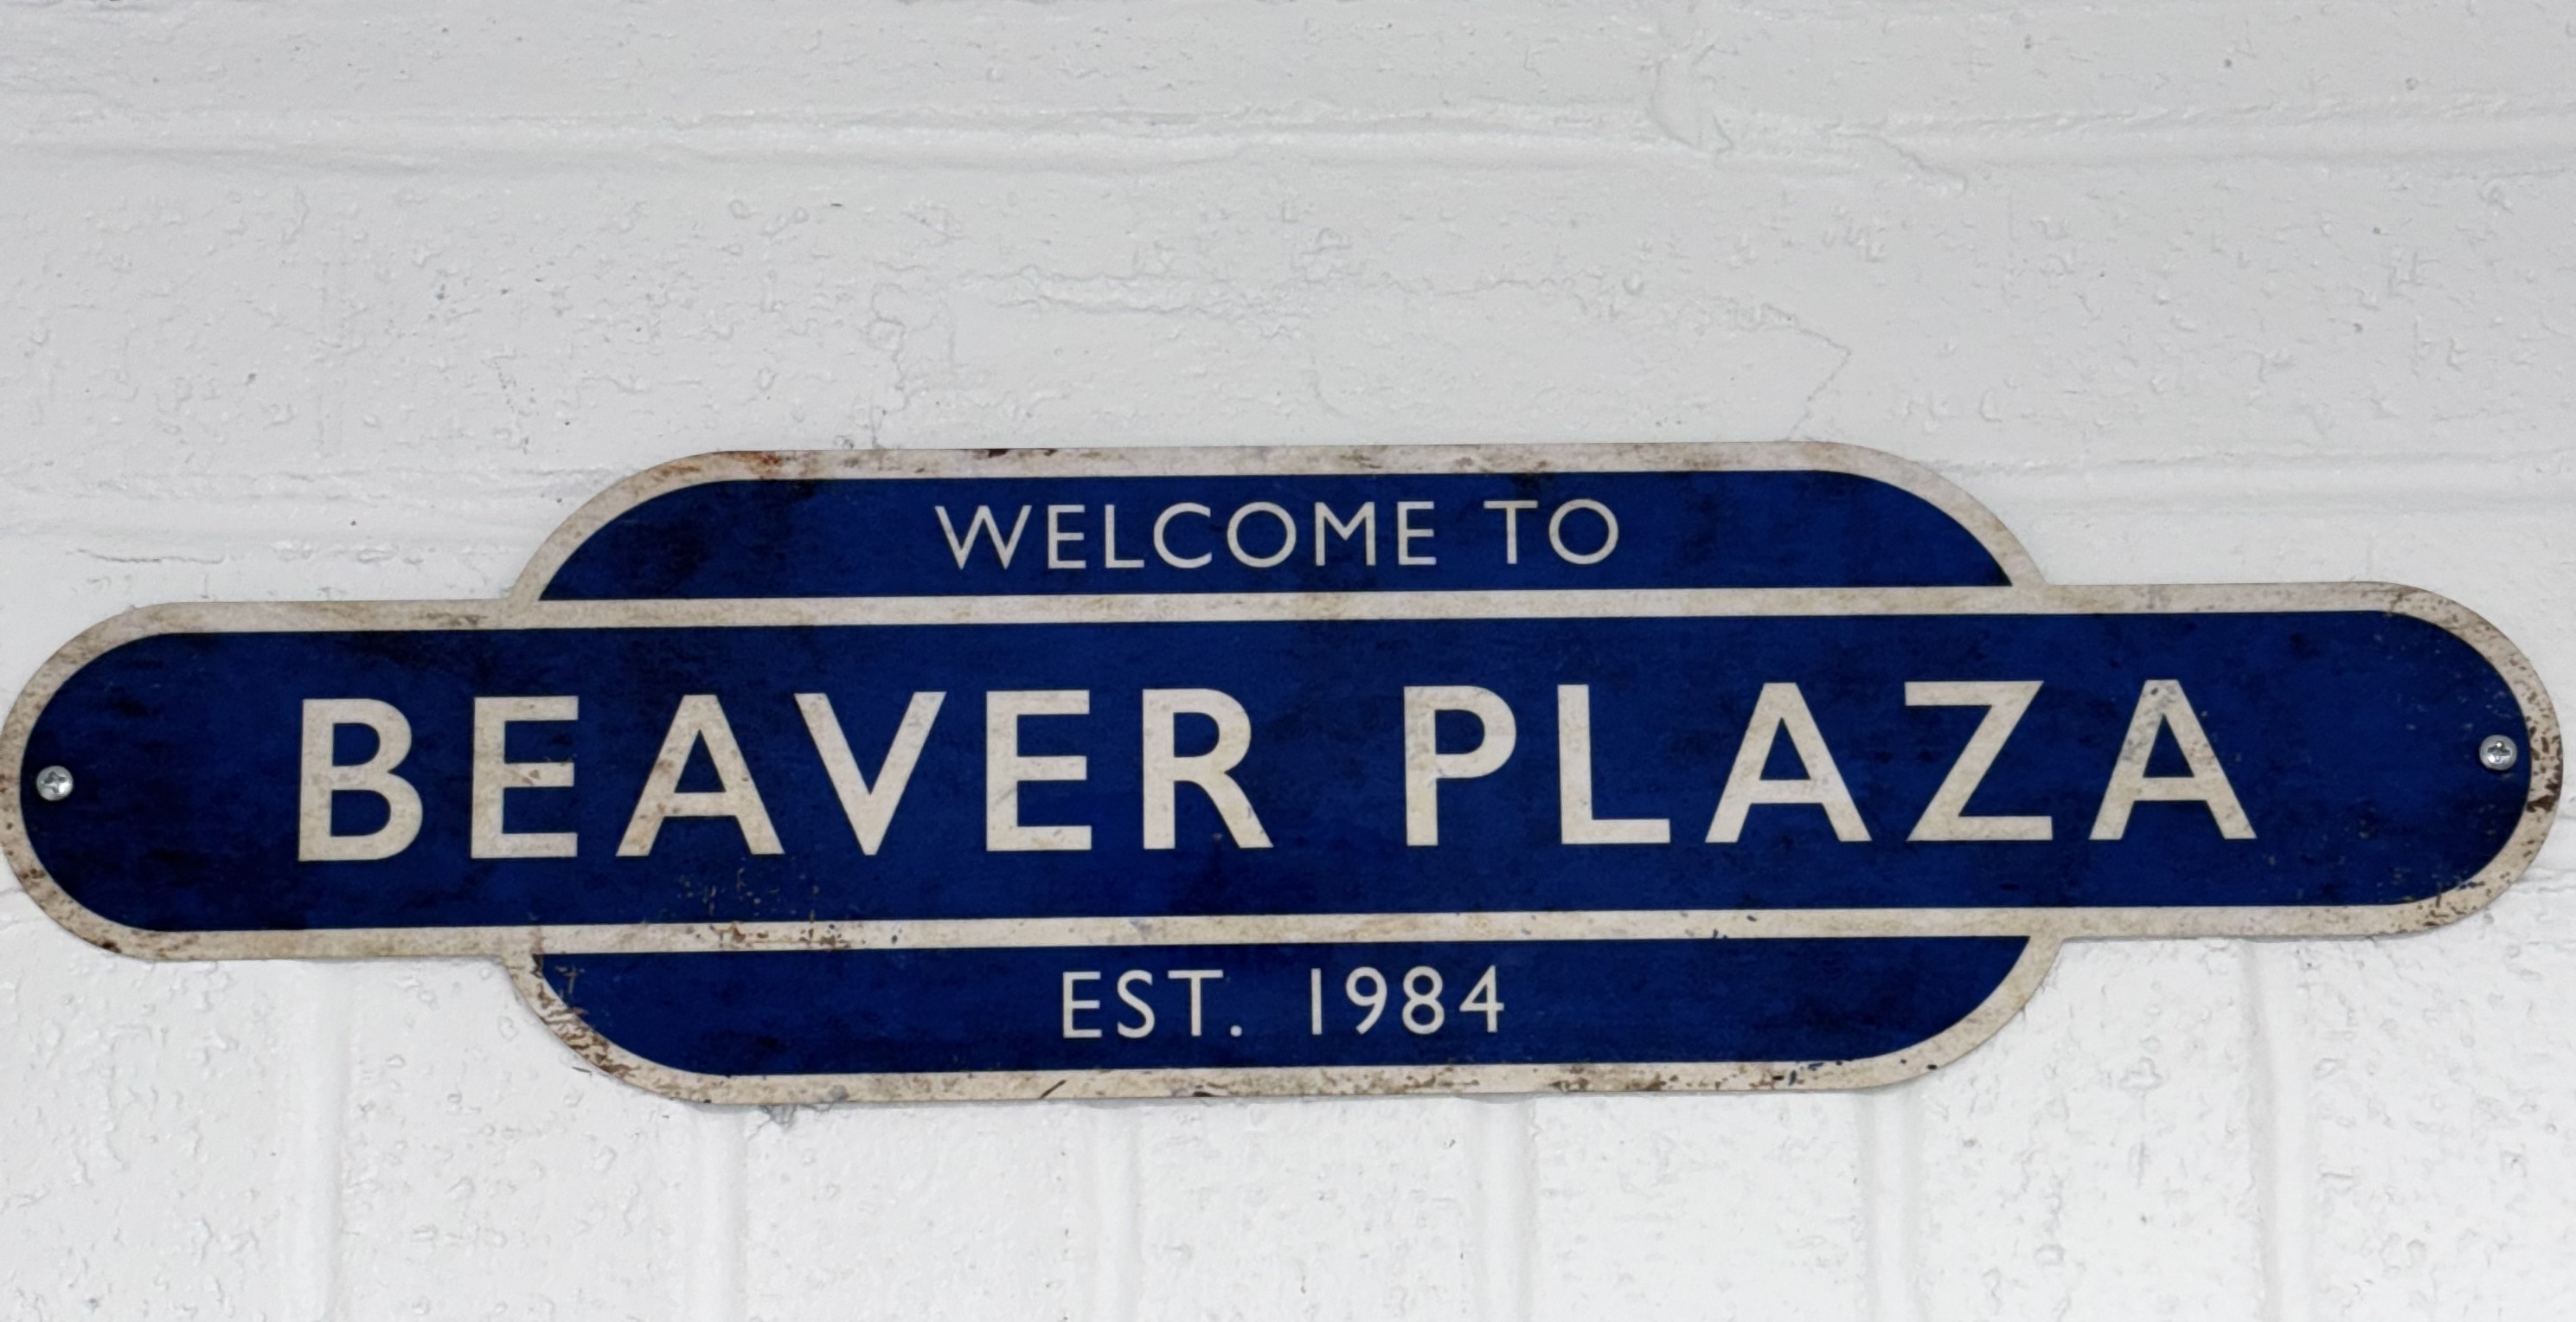 WELCOME TO
BEAVER PLAZA
EST. 1984